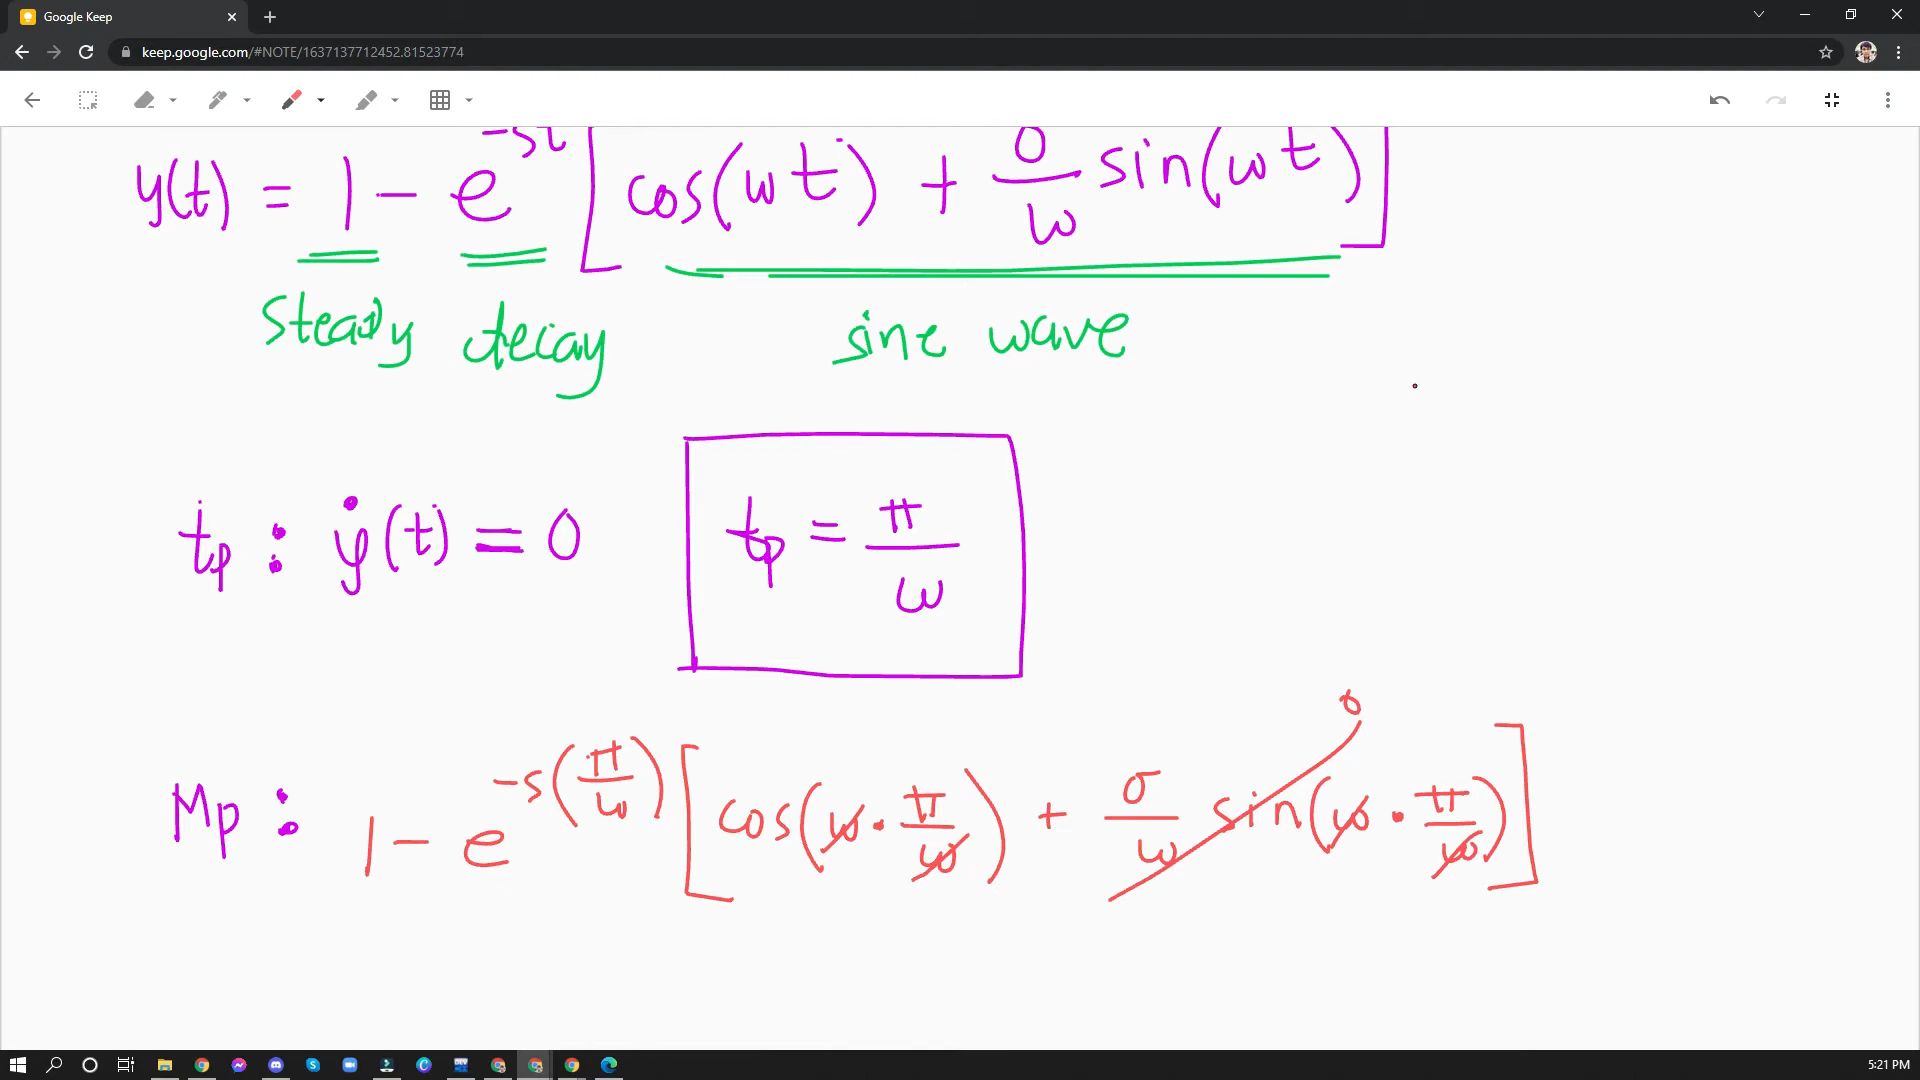 Google Keep
keep.google.com/#NOTE/1637137712452.81523774
y(t) = 1 - e^{-st} [cos(ωt) + σ/ω sin(ωt)]
steady decay sine wave
tp : ẏ(t) = 0 tp = π/ω
0
Mp : 1 - e^{-s(π/ω)} [cos(ω · π/ω) + σ/ω sin(ω · π/ω)]
5:21 PM